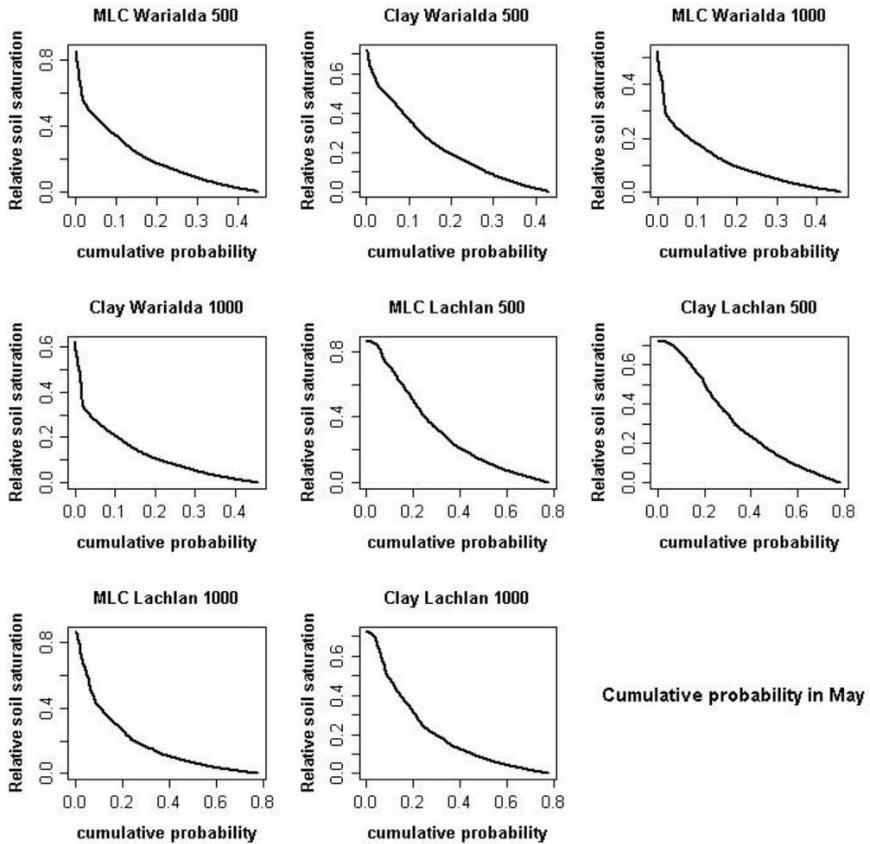 MLC Warialda 500
Relative soil saturation
0.0 0.4 0.8
0.0 0.1 0.2 0.3 0.4
cumulative probability
Clay Warialda 500
Relative soil saturation
0.0 0.2 0.4 0.6
0.0 0.1 0.2 0.3 0.4
cumulative probability
MLC Warialda 1000
Relative soil saturation
0.0 0.2 0.4
0.0 0.1 0.2 0.3 0.4
cumulative probability
Clay Warialda 1000
Relative soil saturation
0.0 0.2 0.4 0.6
0.0 0.1 0.2 0.3 0.4
cumulative probability
MLC Lachlan 500
Relative soil saturation
0.0 0.4 0.8
0.0 0.2 0.4 0.6 0.8
cumulative probability
Clay Lachlan 500
Relative soil saturation
0.0 0.2 0.4 0.6
0.0 0.2 0.4 0.6 0.8
cumulative probability
MLC Lachlan 1000
Relative soil saturation
0.0 0.4 0.8
0.0 0.2 0.4 0.6 0.8
cumulative probability
Clay Lachlan 1000
Relative soil saturation
0.0 0.2 0.4 0.6
0.0 0.2 0.4 0.6 0.8
cumulative probability
Cumulative probability in May